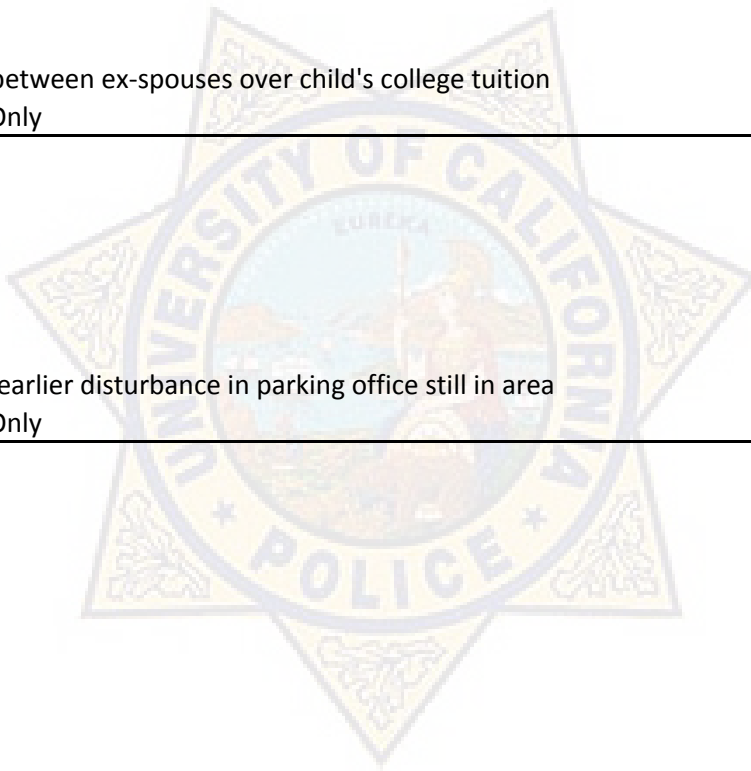 between ex-spouses over child's college tuition
Only
earlier disturbance in parking office still in area
Only
UNIVERSITY OF CALIFORNIA
EUREKA
POLICE